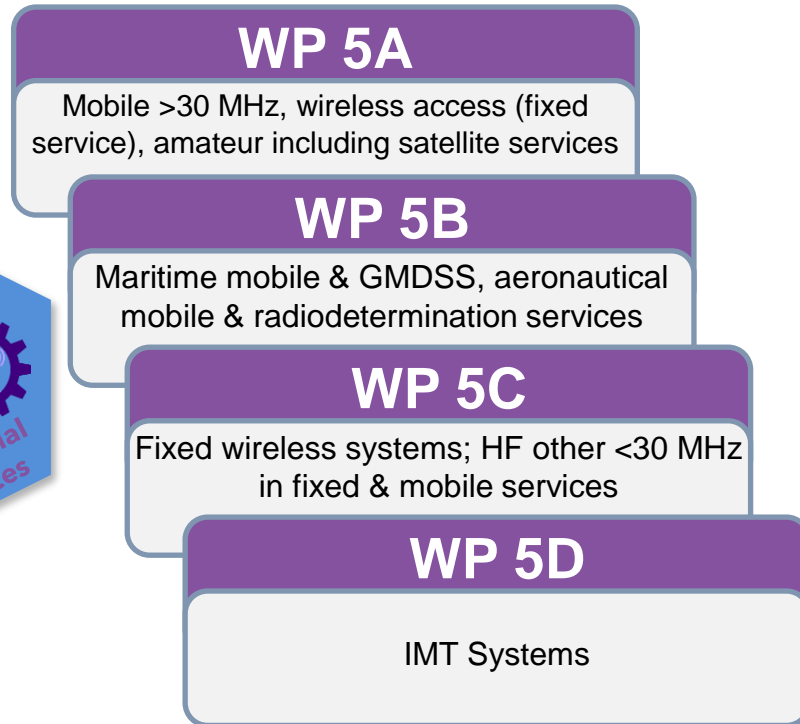 WP 5A
Mobile >30 MHz, wireless access (fixed
service), amateur including satellite services
WP 5B
Maritime mobile & GMDSS, aeronautical
mobile & radiodetermination services
WP 5C
Fixed wireless systems; HF other <30 MHz
in fixed & mobile services
WP 5D
IMT Systems